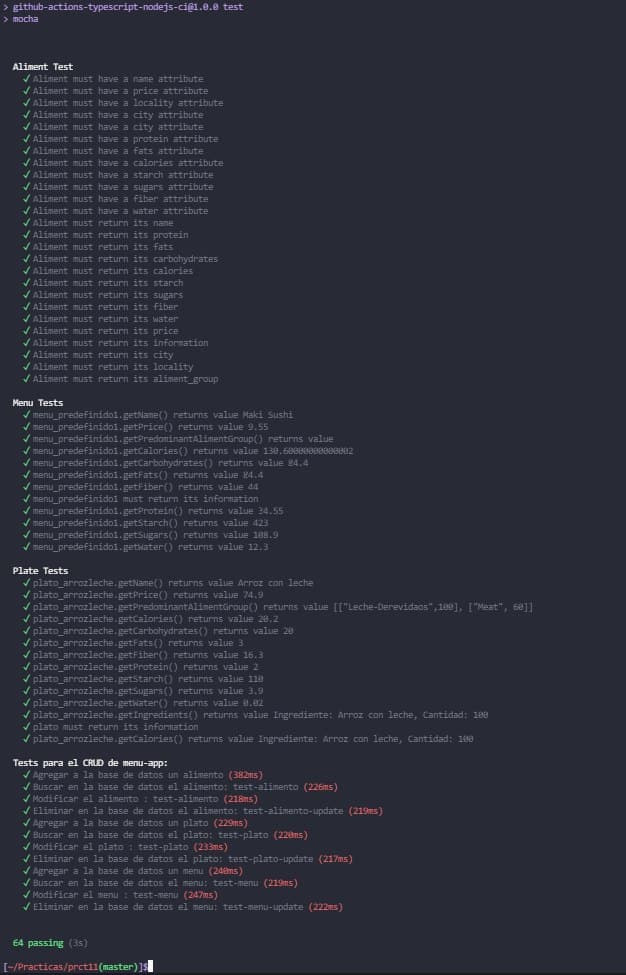 > github-actions-typescript-nodejs-ci@1.0.0 test
> mocha
Aliment Test
✓ Aliment must have a name attribute
✓ Aliment must have a price attribute
✓ Aliment must have a locality attribute
✓ Aliment must have a city attribute
✓ Aliment must have a city attribute
✓ Aliment must have a protein attribute
✓ Aliment must have a fats attribute
✓ Aliment must have a calories attribute
✓ Aliment must have a starch attribute
✓ Aliment must have a sugars attribute
✓ Aliment must have a fiber attribute
✓ Aliment must have a water attribute
✓ Aliment must return its name
✓ Aliment must return its protein
✓ Aliment must return its fats
✓ Aliment must return its carbohydrates
✓ Aliment must return its calories
✓ Aliment must return its starch
✓ Aliment must return its sugars
✓ Aliment must return its fiber
✓ Aliment must return its water
✓ Aliment must return its price
✓ Aliment must return its information
✓ Aliment must return its city
✓ Aliment must return its locality
✓ Aliment must return its aliment_group
Menu Tests
✓ menu_predefinido1.getName() returns value Maki Sushi
✓ menu_predefinido1.getPrice() returns value 9.55
✓ menu_predefinido1.getPredominantAlimentGroup() returns value
✓ menu_predefinido1.getCalories() returns value 130.60000000000002
✓ menu_predefinido1.getCarbohydrates() returns value 84.4
✓ menu_predefinido1.getFats() returns value 84.4
✓ menu_predefinido1.getFiber() returns value 44
✓ menu_predefinido1 must return its information
✓ menu_predefinido1.getProtein() returns value 34.55
✓ menu_predefinido1.getStarch() returns value 423
✓ menu_predefinido1.getSugars() returns value 108.9
✓ menu_predefinido1.getWater() returns value 12.3
Plate Tests
✓ plato_arrozleche.getName() returns value Arroz con leche
✓ plato_arrozleche.getPrice() returns value 74.9
✓ plato_arrozleche.getPredominantAlimentGroup() returns value [["Leche-Derevidaos",100], ["Meat", 60]]
✓ plato_arrozleche.getCalories() returns value 20.2
✓ plato_arrozleche.getCarbohydrates() returns value 20
✓ plato_arrozleche.getFats() returns value 3
✓ plato_arrozleche.getFiber() returns value 16.3
✓ plato_arrozleche.getProtein() returns value 2
✓ plato_arrozleche.getStarch() returns value 110
✓ plato_arrozleche.getSugars() returns value 3.9
✓ plato_arrozleche.getWater() returns value 0.02
✓ plato_arrozleche.getIngredients() returns value Ingrediente: Arroz con leche, Cantidad: 100
✓ plato must return its information
✓ plato_arrozleche.getCalories() returns value Ingrediente: Arroz con leche, Cantidad: 100
Tests para el CRUD de menu-app:
✓ Agregar a la base de datos un alimento (382ms)
✓ Buscar en la base de datos el alimento: test-alimento (226ms)
✓ Modificar el alimento : test-alimento (218ms)
✓ Eliminar en la base de datos el alimento: test-alimento-update (219ms)
✓ Agregar a la base de datos un plato (229ms)
✓ Buscar en la base de datos el plato: test-plato (220ms)
✓ Modificar el plato : test-plato (233ms)
✓ Eliminar en la base de datos el plato: test-plato-update (217ms)
✓ Agregar a la base de datos un menu (240ms)
✓ Buscar en la base de datos el menu: test-menu (219ms)
✓ Modificar el menu : test-menu (247ms)
✓ Eliminar en la base de datos el menu: test-menu-update (222ms)
64 passing (3s)
[~/Practicas/prct11(master)]$